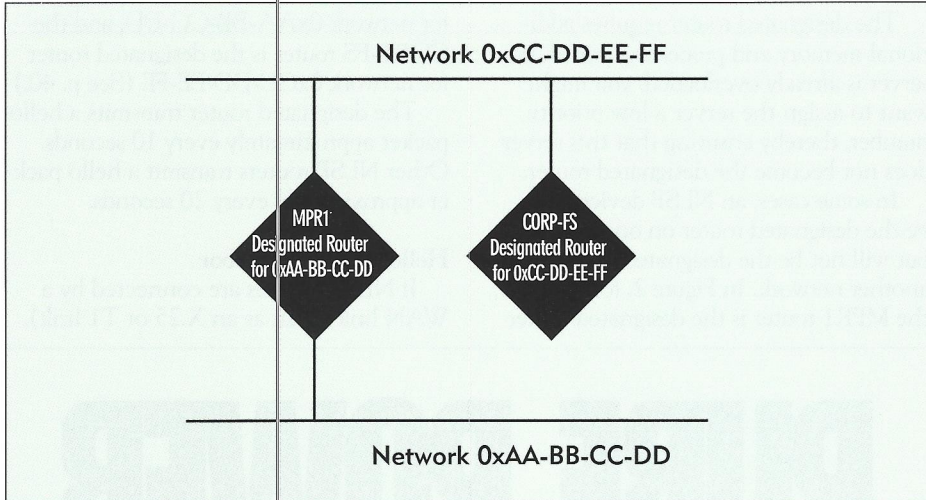 Network 0xCC-DD-EE-FF
MPR1
Designated Router
for 0xAA-BB-CC-DD
CORP-FS
Designated Router
for 0xCC-DD-EE-FF
Network 0xAA-BB-CC-DD